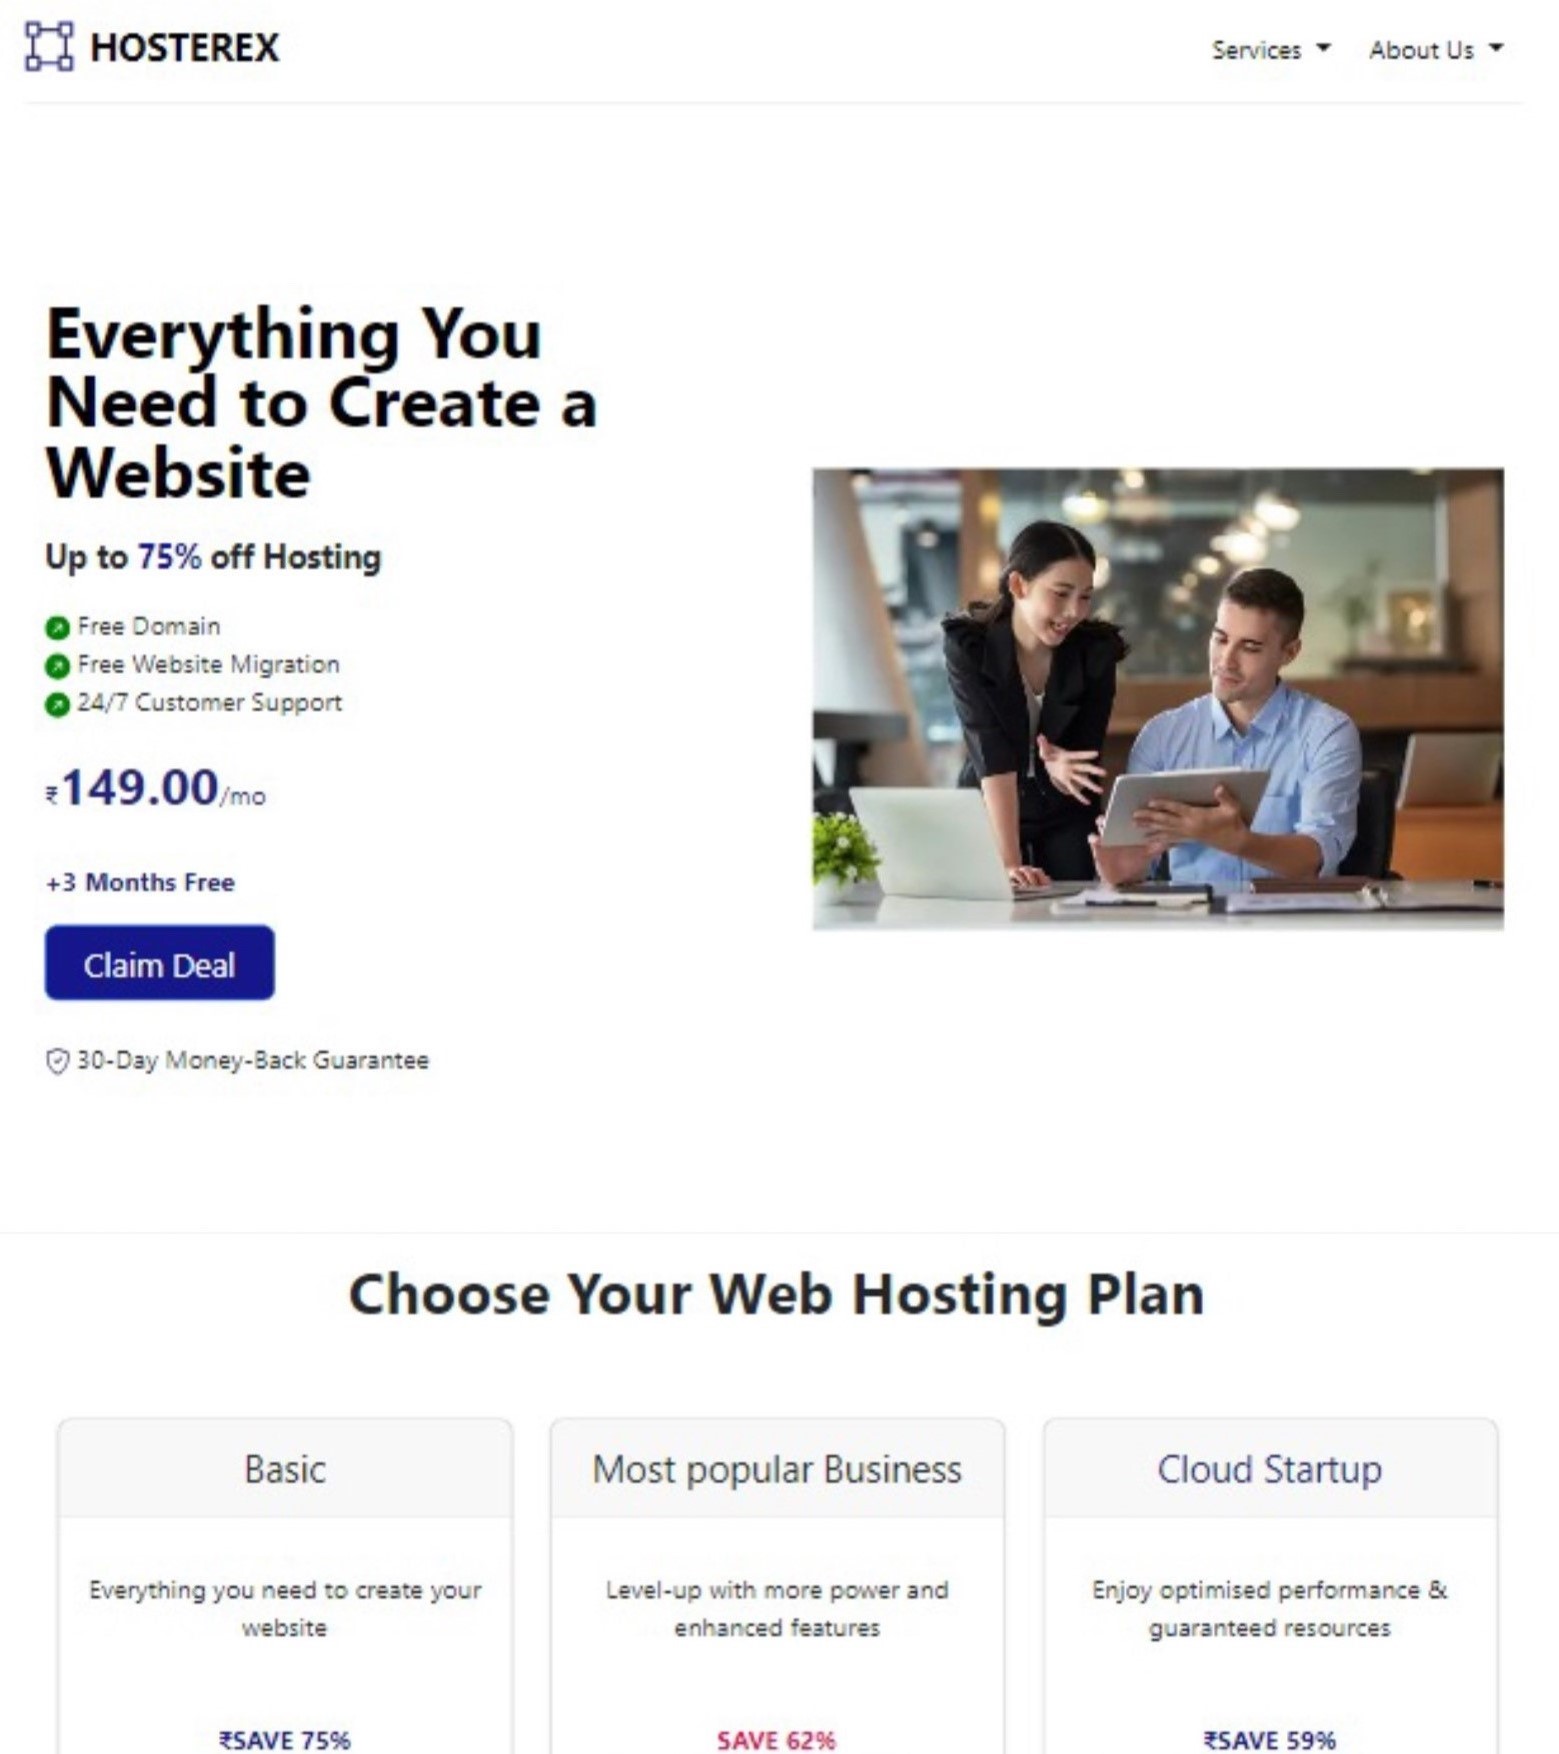 HOSTEREX
Services
About Us
Everything You
Need to Create a
Website
Up to 75% off Hosting
Free Domain
Free Website Migration
24/7 Customer Support
₹149.00/mo
+3 Months Free
Claim Deal
30-Day Money-Back Guarantee
Choose Your Web Hosting Plan
Basic
Everything you need to create your
website
₹SAVE 75%
Most popular Business
Level-up with more power and
enhanced features
SAVE 62%
Cloud Startup
Enjoy optimised performance &
guaranteed resources
₹SAVE 59%